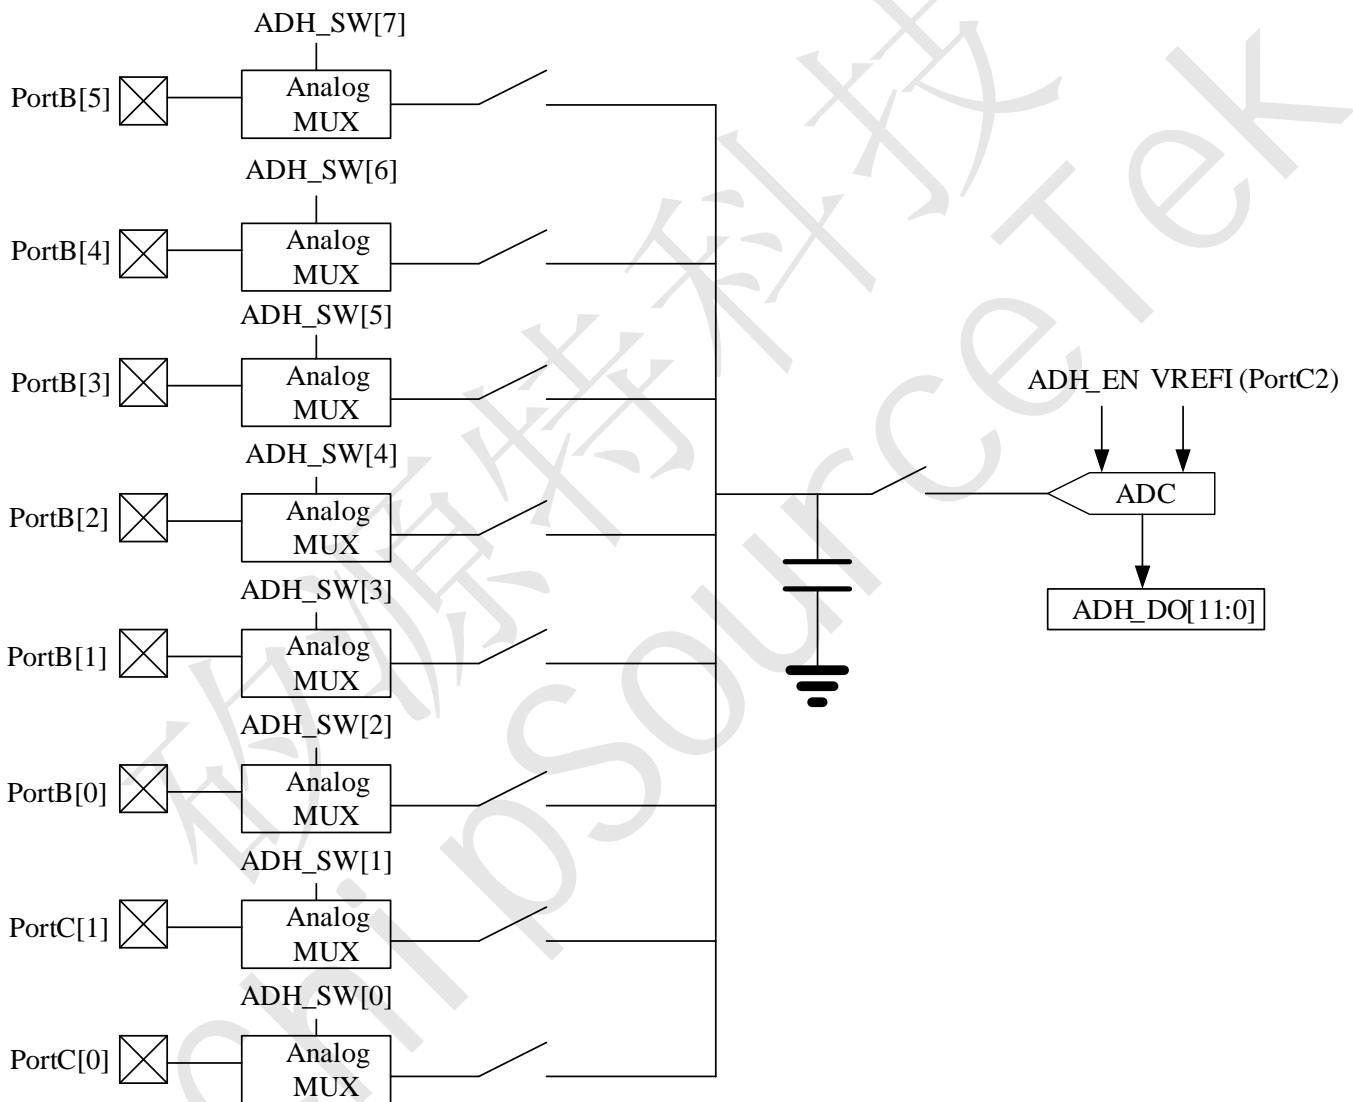 ADH_SW[7]
PortB[5]
Analog
MUX
ADH_SW[6]
PortB[4]
Analog
MUX
ADH_SW[5]
PortB[3]
Analog
MUX
ADH_EN VREFI (PortC2)
ADH_SW[4]
PortB[2]
Analog
MUX
ADC
ADH_SW[3]
PortB[1]
Analog
MUX
ADH_DO[11:0]
ADH_SW[2]
PortB[0]
Analog
MUX
ADH_SW[1]
PortC[1]
Analog
MUX
ADH_SW[0]
PortC[0]
Analog
MUX
矽源特科技
ChipSourceTek